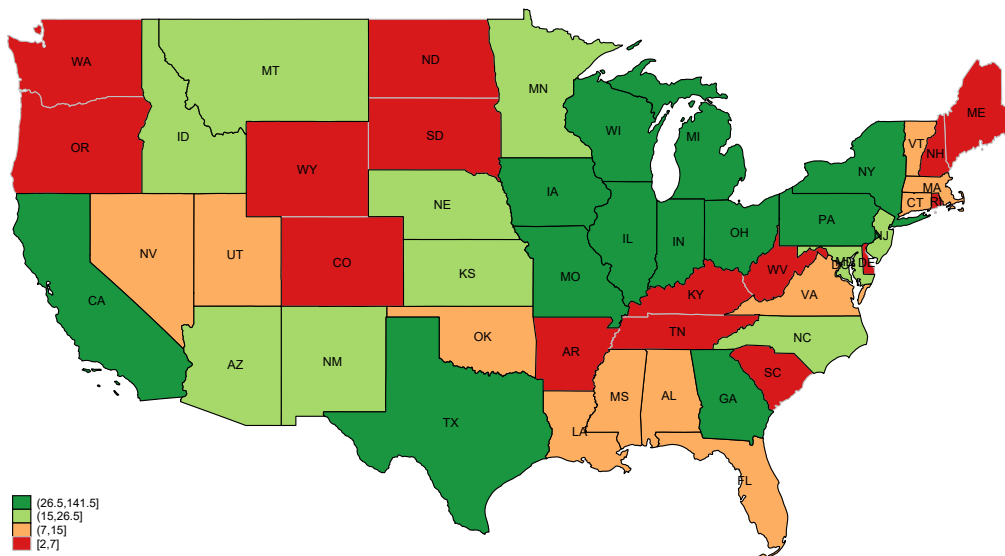 WA
MT
ND
MN
ME
OR
ID
SD
WI
MI
VT
NH
NY
MA
WY
CT
RI
NE
IA
PA
NJ
NV
UT
CO
KS
IL
IN
OH
MD
DE
DC
WV
CA
MO
KY
VA
AZ
NM
OK
AR
TN
NC
TX
LA
MS
AL
GA
SC
FL
(26.5,141.5]
(15,26.5]
(7,15]
[2,7]